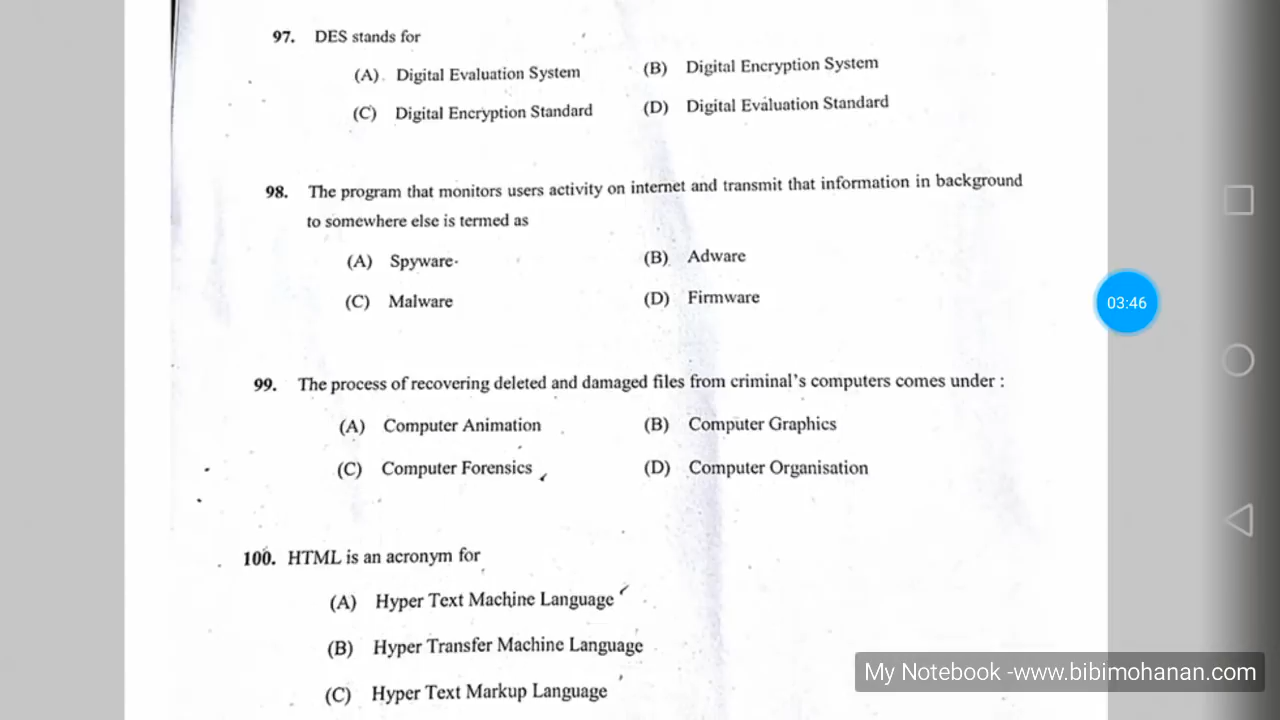 97. DES stands for
(A) Digital Evaluation System (B) Digital Encryption System
(C) Digital Encryption Standard (D) Digital Evaluation Standard
98. The program that monitors users activity on internet and transmit that information in background
to somewhere else is termed as
(A) Spyware (B) Adware
(C) Malware (D) Firmware
03:46
99. The process of recovering deleted and damaged files from criminal's computers comes under :
(A) Computer Animation (B) Computer Graphics
(C) Computer Forensics (D) Computer Organisation
100. HTML is an acronym for
(A) Hyper Text Machine Language
(B) Hyper Transfer Machine Language
(C) Hyper Text Markup Language
My Notebook -www.bibimohanan.com